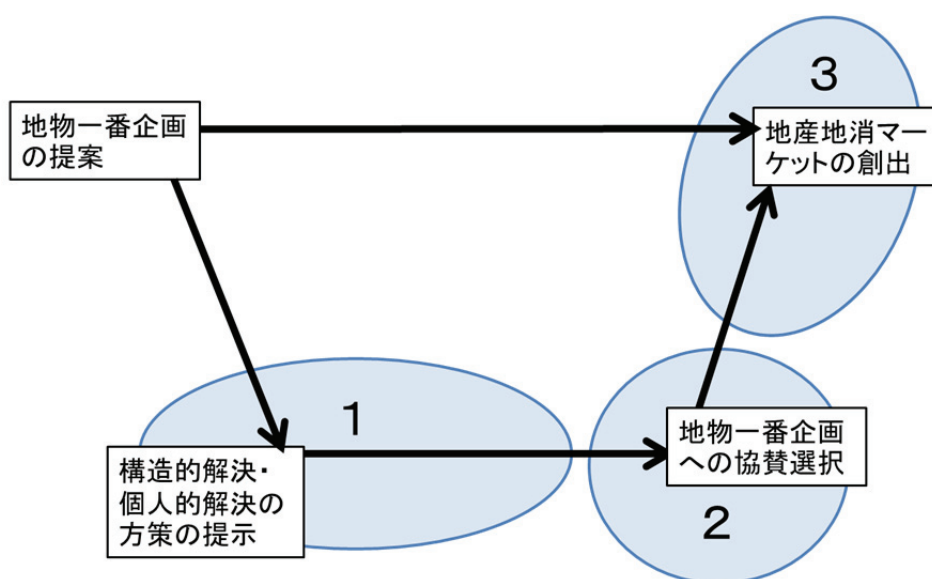 3
地物一番企画
の提案
地産地消マー
ケットの創出
1
構造的解決・
個人的解決の
方策の提示
地物一番企画
への協賛選択
2